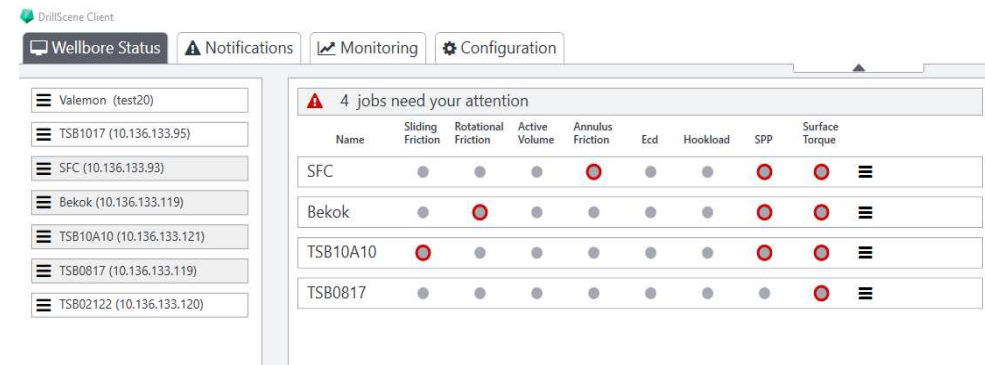 DrillScene Client
Wellbore Status Notifications Monitoring Configuration
Valemon (test20)
TSB1017 (10.136.133.95)
SFC (10.136.133.93)
Bekok (10.136.133.119)
TSB10A10 (10.136.133.121)
TSB0817 (10.136.133.119)
TSB02122 (10.136.133.120)
4 jobs need your attention
Name Sliding Friction Rotational Friction Active Volume Annulus Friction Ecd Hookload SPP Surface Torque
SFC
Bekok
TSB10A10
TSB0817